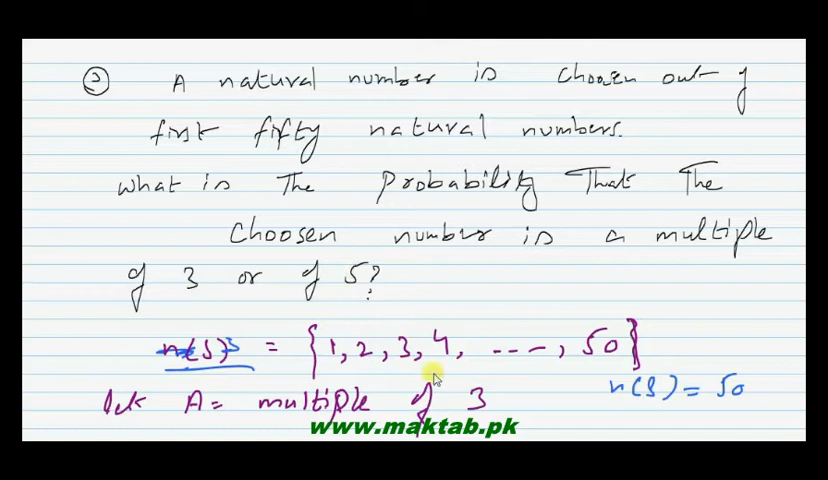 ② A natural number is choosen out of
first fifty natural numbers.
what is the Probability That The
choosen number is a multiple
of 3 or of 5?
S = {1, 2, 3, 4, ---, 50}
n(S) = 50
let A = multiple of 3
www.maktab.pk